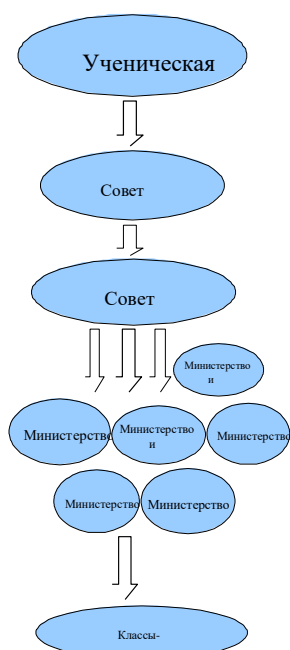 Ученическая
Совет
Совет
Министерство
и
Министерство
Министерство
и
Министерство
Министерство
Министерство
Классы-